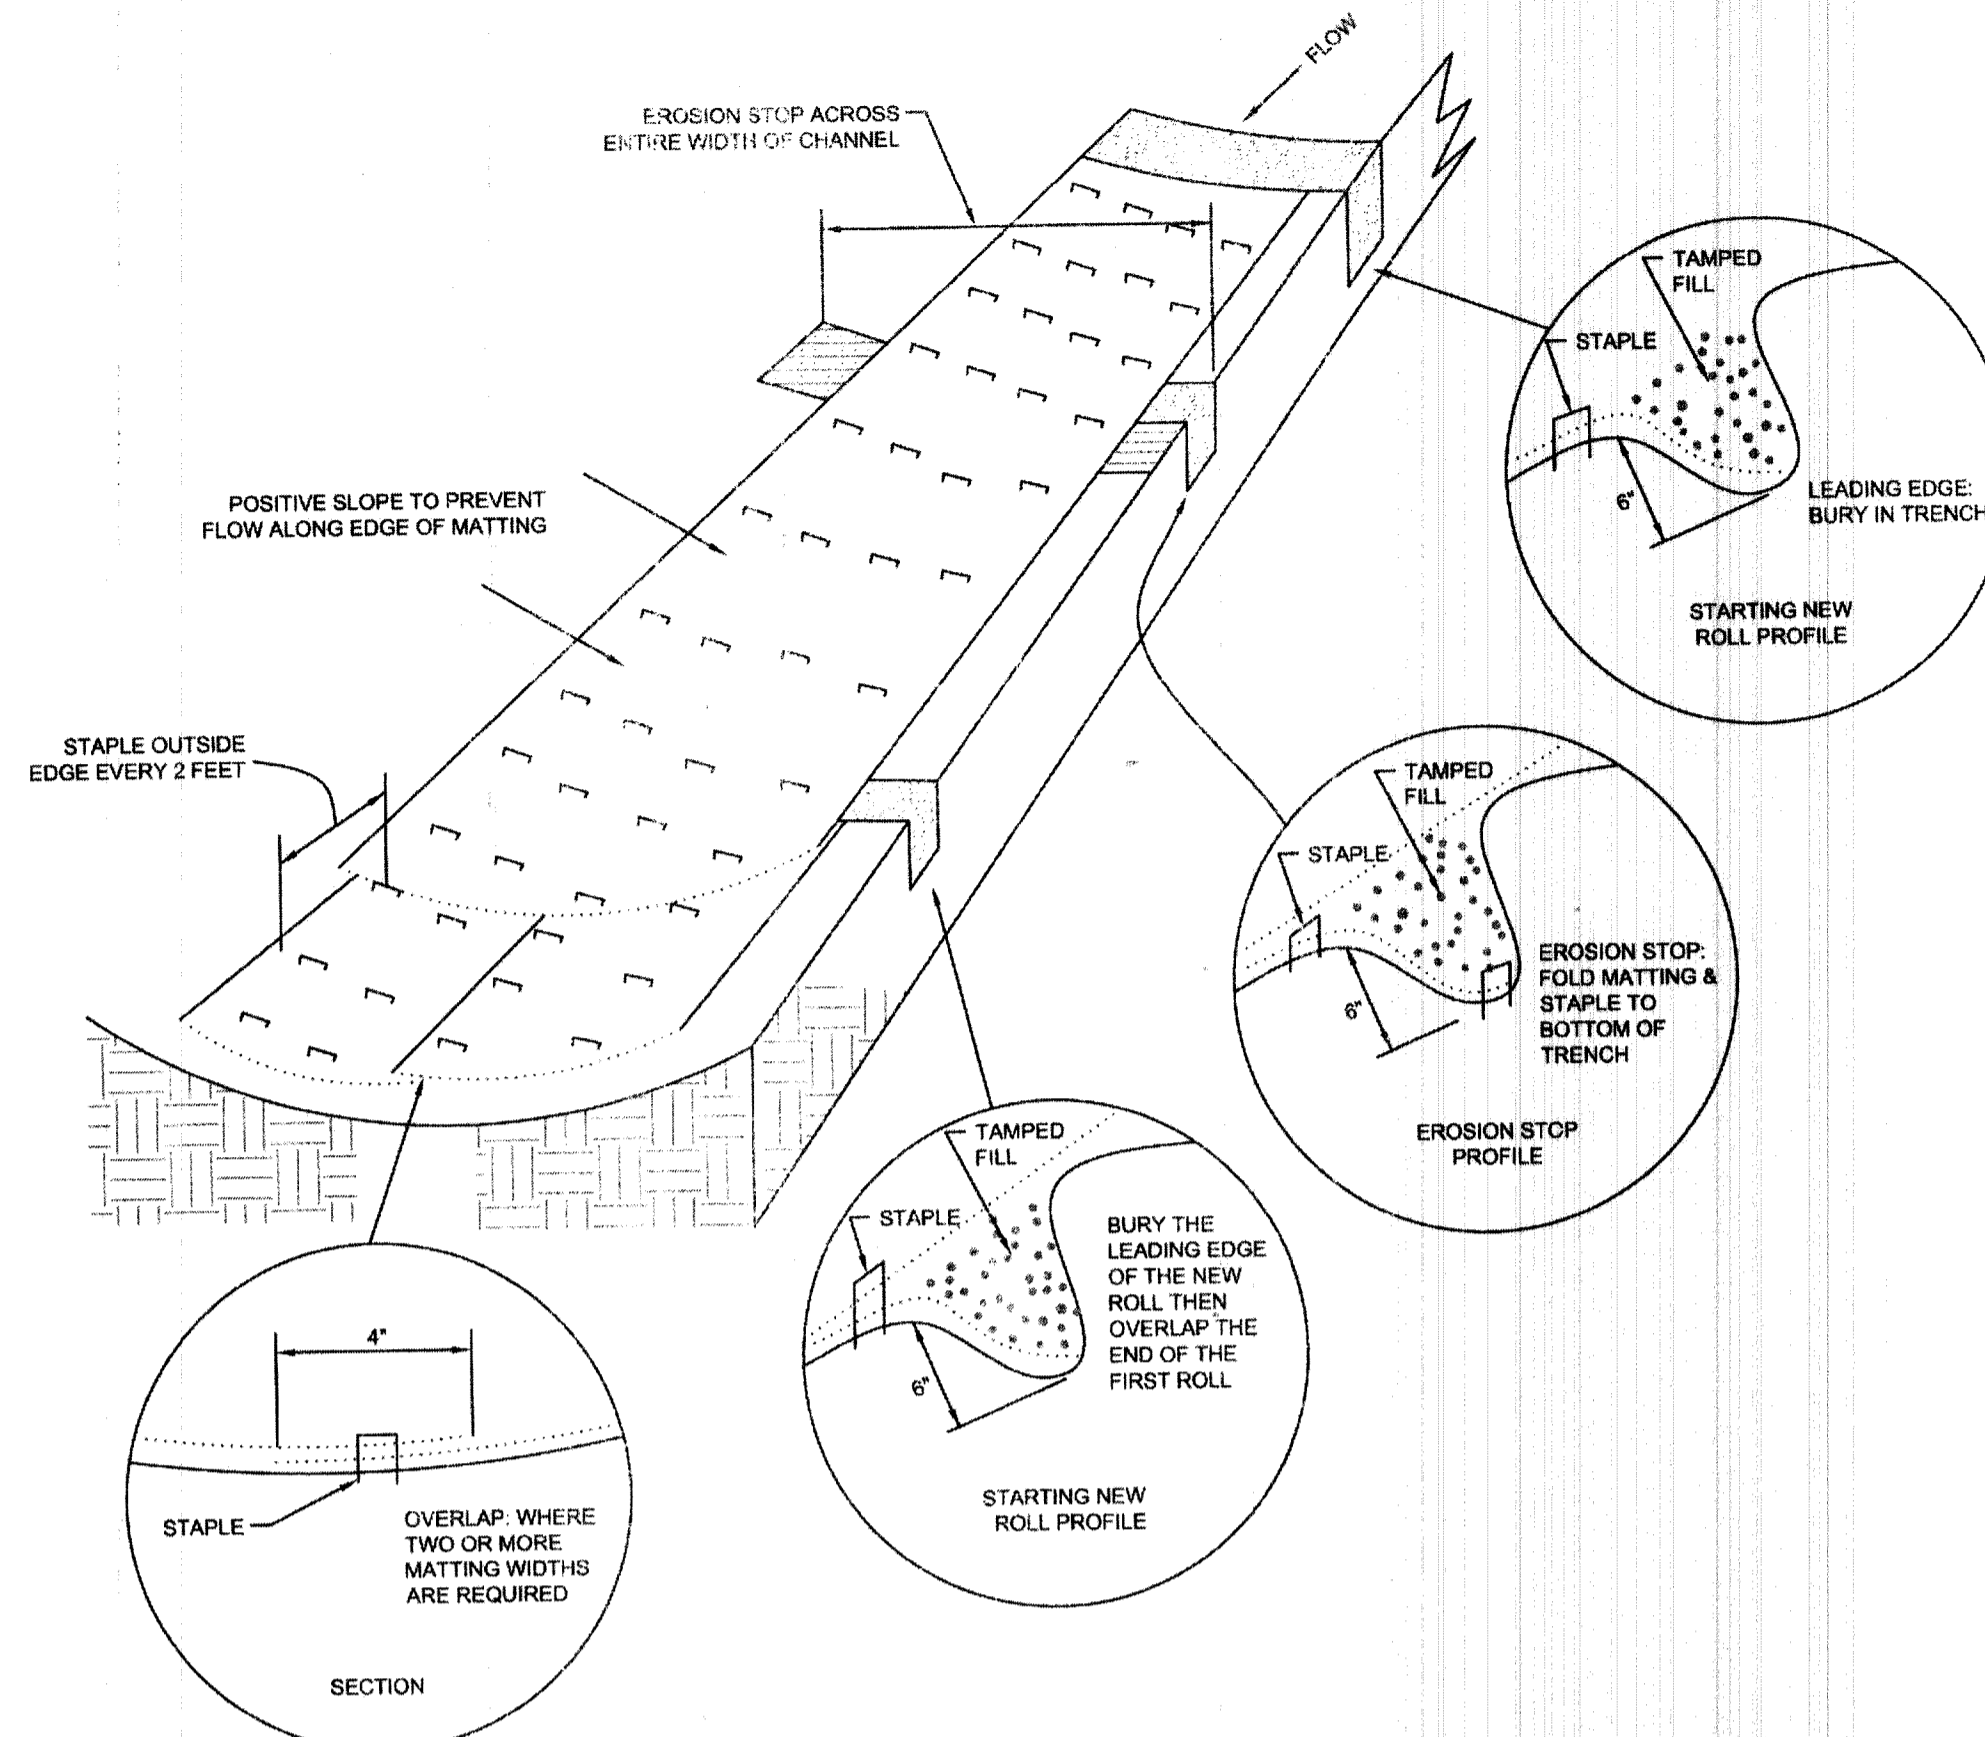 FLOW
EROSION STOP ACROSS
ENTIRE WIDTH OF CHANNEL
TAMPED
FILL
STAPLE
6"
LEADING EDGE:
BURY IN TRENCH
STARTING NEW
ROLL PROFILE
POSITIVE SLOPE TO PREVENT
FLOW ALONG EDGE OF MATTING
STAPLE OUTSIDE
EDGE EVERY 2 FEET
TAMPED
FILL
STAPLE
6"
EROSION STOP:
FOLD MATTING &
STAPLE TO
BOTTOM OF
TRENCH
EROSION STOP
PROFILE
TAMPED
FILL
STAPLE
6"
BURY THE
LEADING EDGE
OF THE NEW
ROLL THEN
OVERLAP THE
END OF THE
FIRST ROLL
STARTING NEW
ROLL PROFILE
4"
STAPLE
OVERLAP: WHERE
TWO OR MORE
MATTING WIDTHS
ARE REQUIRED
SECTION